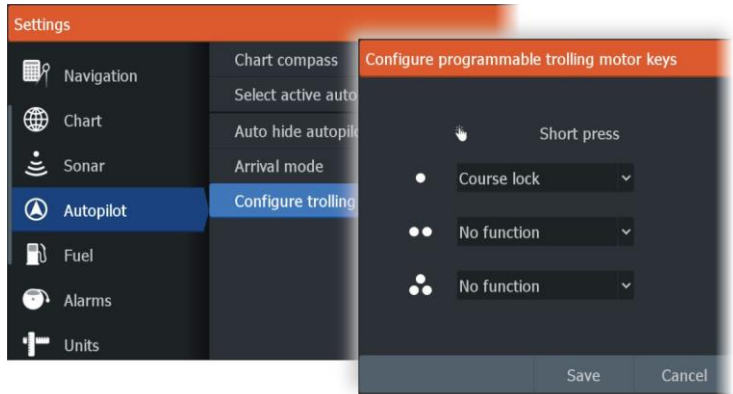 Settings
Navigation
Chart
Sonar
Autopilot
Fuel
Alarms
Units
Chart compass
Select active auto
Auto hide autopil
Arrival mode
Configure trolling
Configure programmable trolling motor keys
Short press
Course lock
No function
No function
Save Cancel